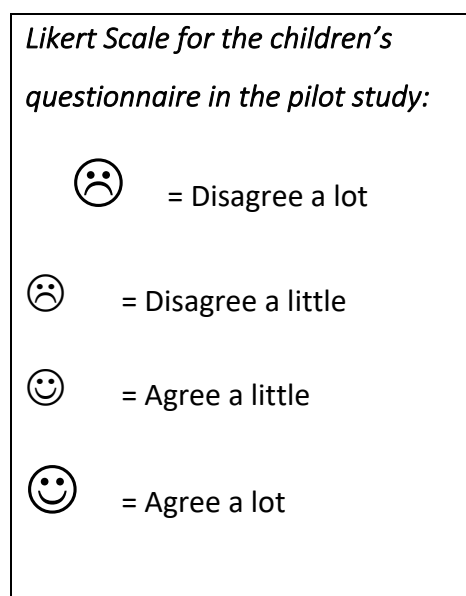 Likert Scale for the children’s
questionnaire in the pilot study:
= Disagree a lot
= Disagree a little
= Agree a little
= Agree a lot